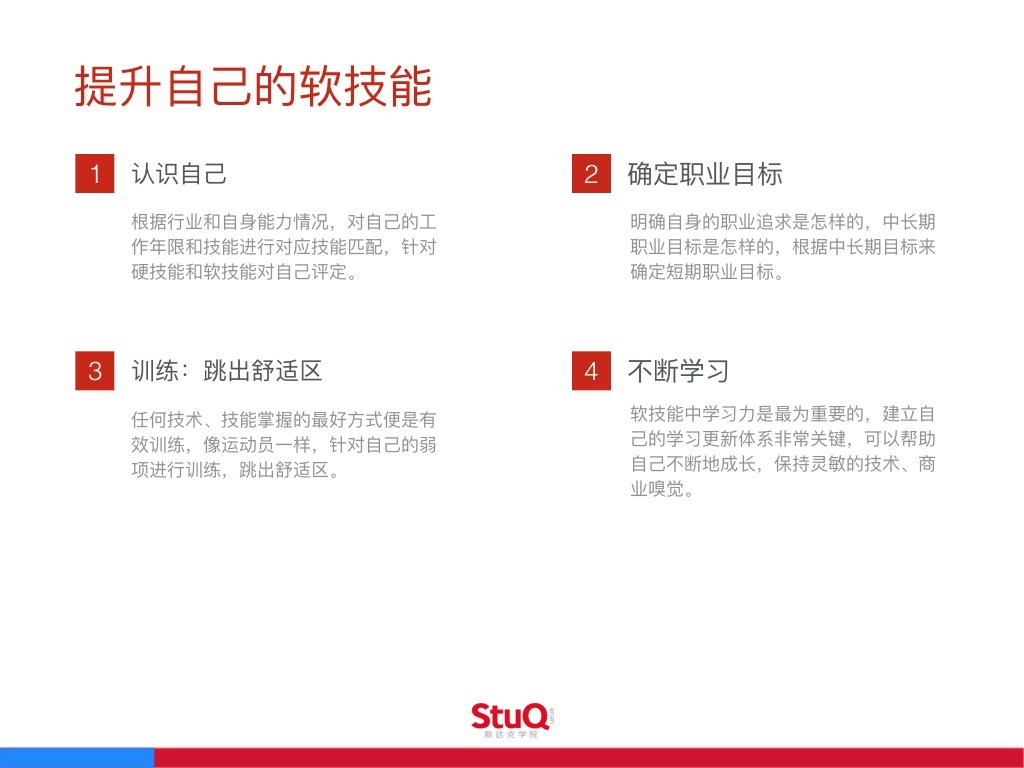 提升自己的软技能
1 认识自己
根据行业和自身能力情况，对自己的工
作年限和技能进行对应技能匹配，针对
硬技能和软技能对自己评定。
2 确定职业目标
明确自身的职业追求是怎样的，中长期
职业目标是怎样的，根据中长期目标来
确定短期职业目标。
3 训练：跳出舒适区
任何技术、技能掌握的最好方式便是有
效训练，像运动员一样，针对自己的弱
项进行训练，跳出舒适区。
4 不断学习
软技能中学习力是最为重要的，建立自
己的学习更新体系非常关键，可以帮助
自己不断地成长，保持灵敏的技术、商
业嗅觉。
StuQ
斯达克学院